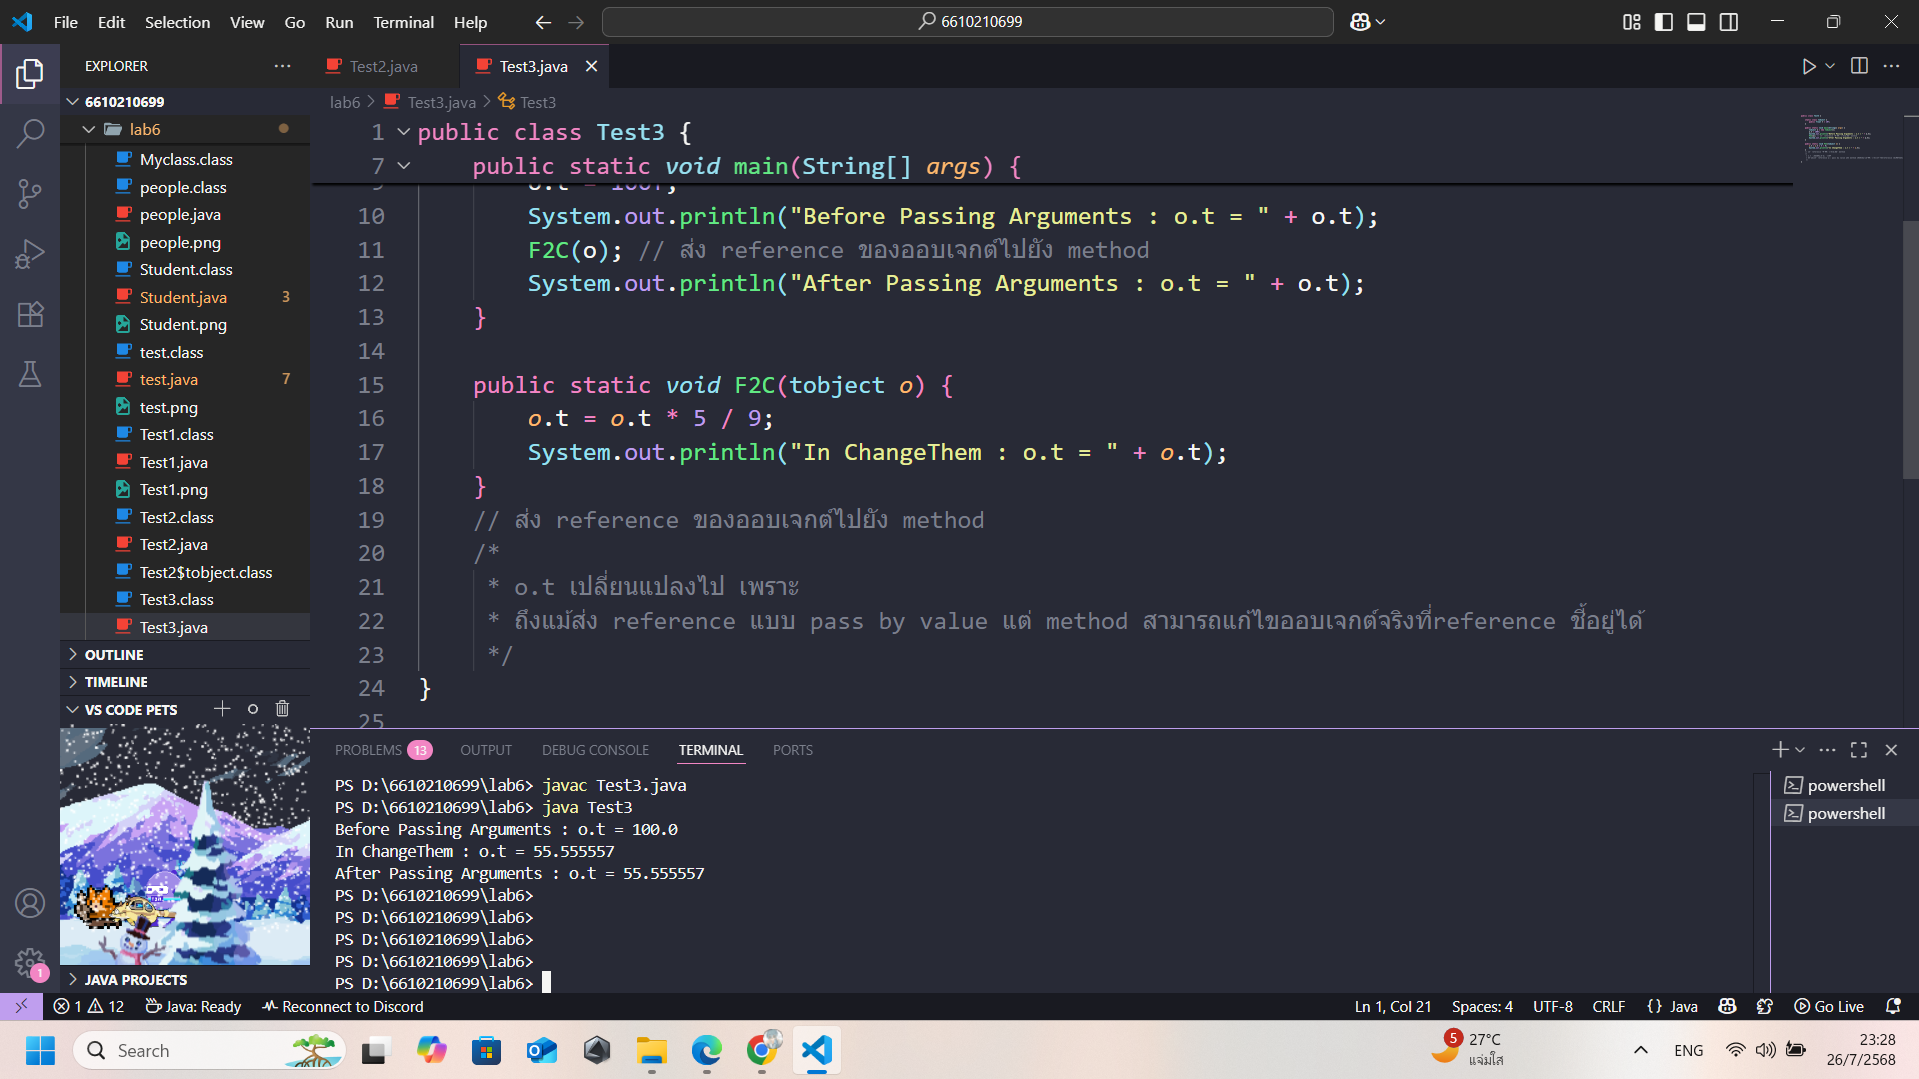 File Edit Selection View Go Run Terminal Help
6610210699
EXPLORER
Test2.java
Test3.java
6610210699
lab6
Myclass.class
people.class
people.java
people.png
Student.class
Student.java 3
Student.png
test.class
test.java 7
test.png
Test1.class
Test1.java
Test1.png
Test2.class
Test2.java
Test2$tobject.class
Test3.class
Test3.java
OUTLINE
TIMELINE
VS CODE PETS
JAVA PROJECTS
lab6 > Test3.java > Test3
1 public class Test3 {
7 public static void main(String[] args) {
10 System.out.println("Before Passing Arguments : o.t = " + o.t);
11 F2C(o); // ส่ง reference ของออบเจกต์ไปยัง method
12 System.out.println("After Passing Arguments : o.t = " + o.t);
13 }
14
15 public static void F2C(tobject o) {
16 o.t = o.t * 5 / 9;
17 System.out.println("In ChangeThem : o.t = " + o.t);
18 }
19 // ส่ง reference ของออบเจกต์ไปยัง method
20 /*
21 * o.t เปลี่ยนแปลงไป เพราะ
22 * ถึงแม้ส่ง reference แบบ pass by value แต่ method สามารถแก้ไขออบเจกต์จริงที่reference ชี้อยู่ได้
23 */
24 }
25
PROBLEMS 13 OUTPUT DEBUG CONSOLE TERMINAL PORTS
PS D:\6610210699\lab6> javac Test3.java
PS D:\6610210699\lab6> java Test3
Before Passing Arguments : o.t = 100.0
In ChangeThem : o.t = 55.555557
After Passing Arguments : o.t = 55.555557
PS D:\6610210699\lab6>
PS D:\6610210699\lab6>
PS D:\6610210699\lab6>
PS D:\6610210699\lab6>
PS D:\6610210699\lab6>
powershell
powershell
1
1 12 Java: Ready Reconnect to Discord
Ln 1, Col 21 Spaces: 4 UTF-8 CRLF {} Java Go Live
Search
5
27°C
แจ่มใส
ENG
23:28
26/7/2568